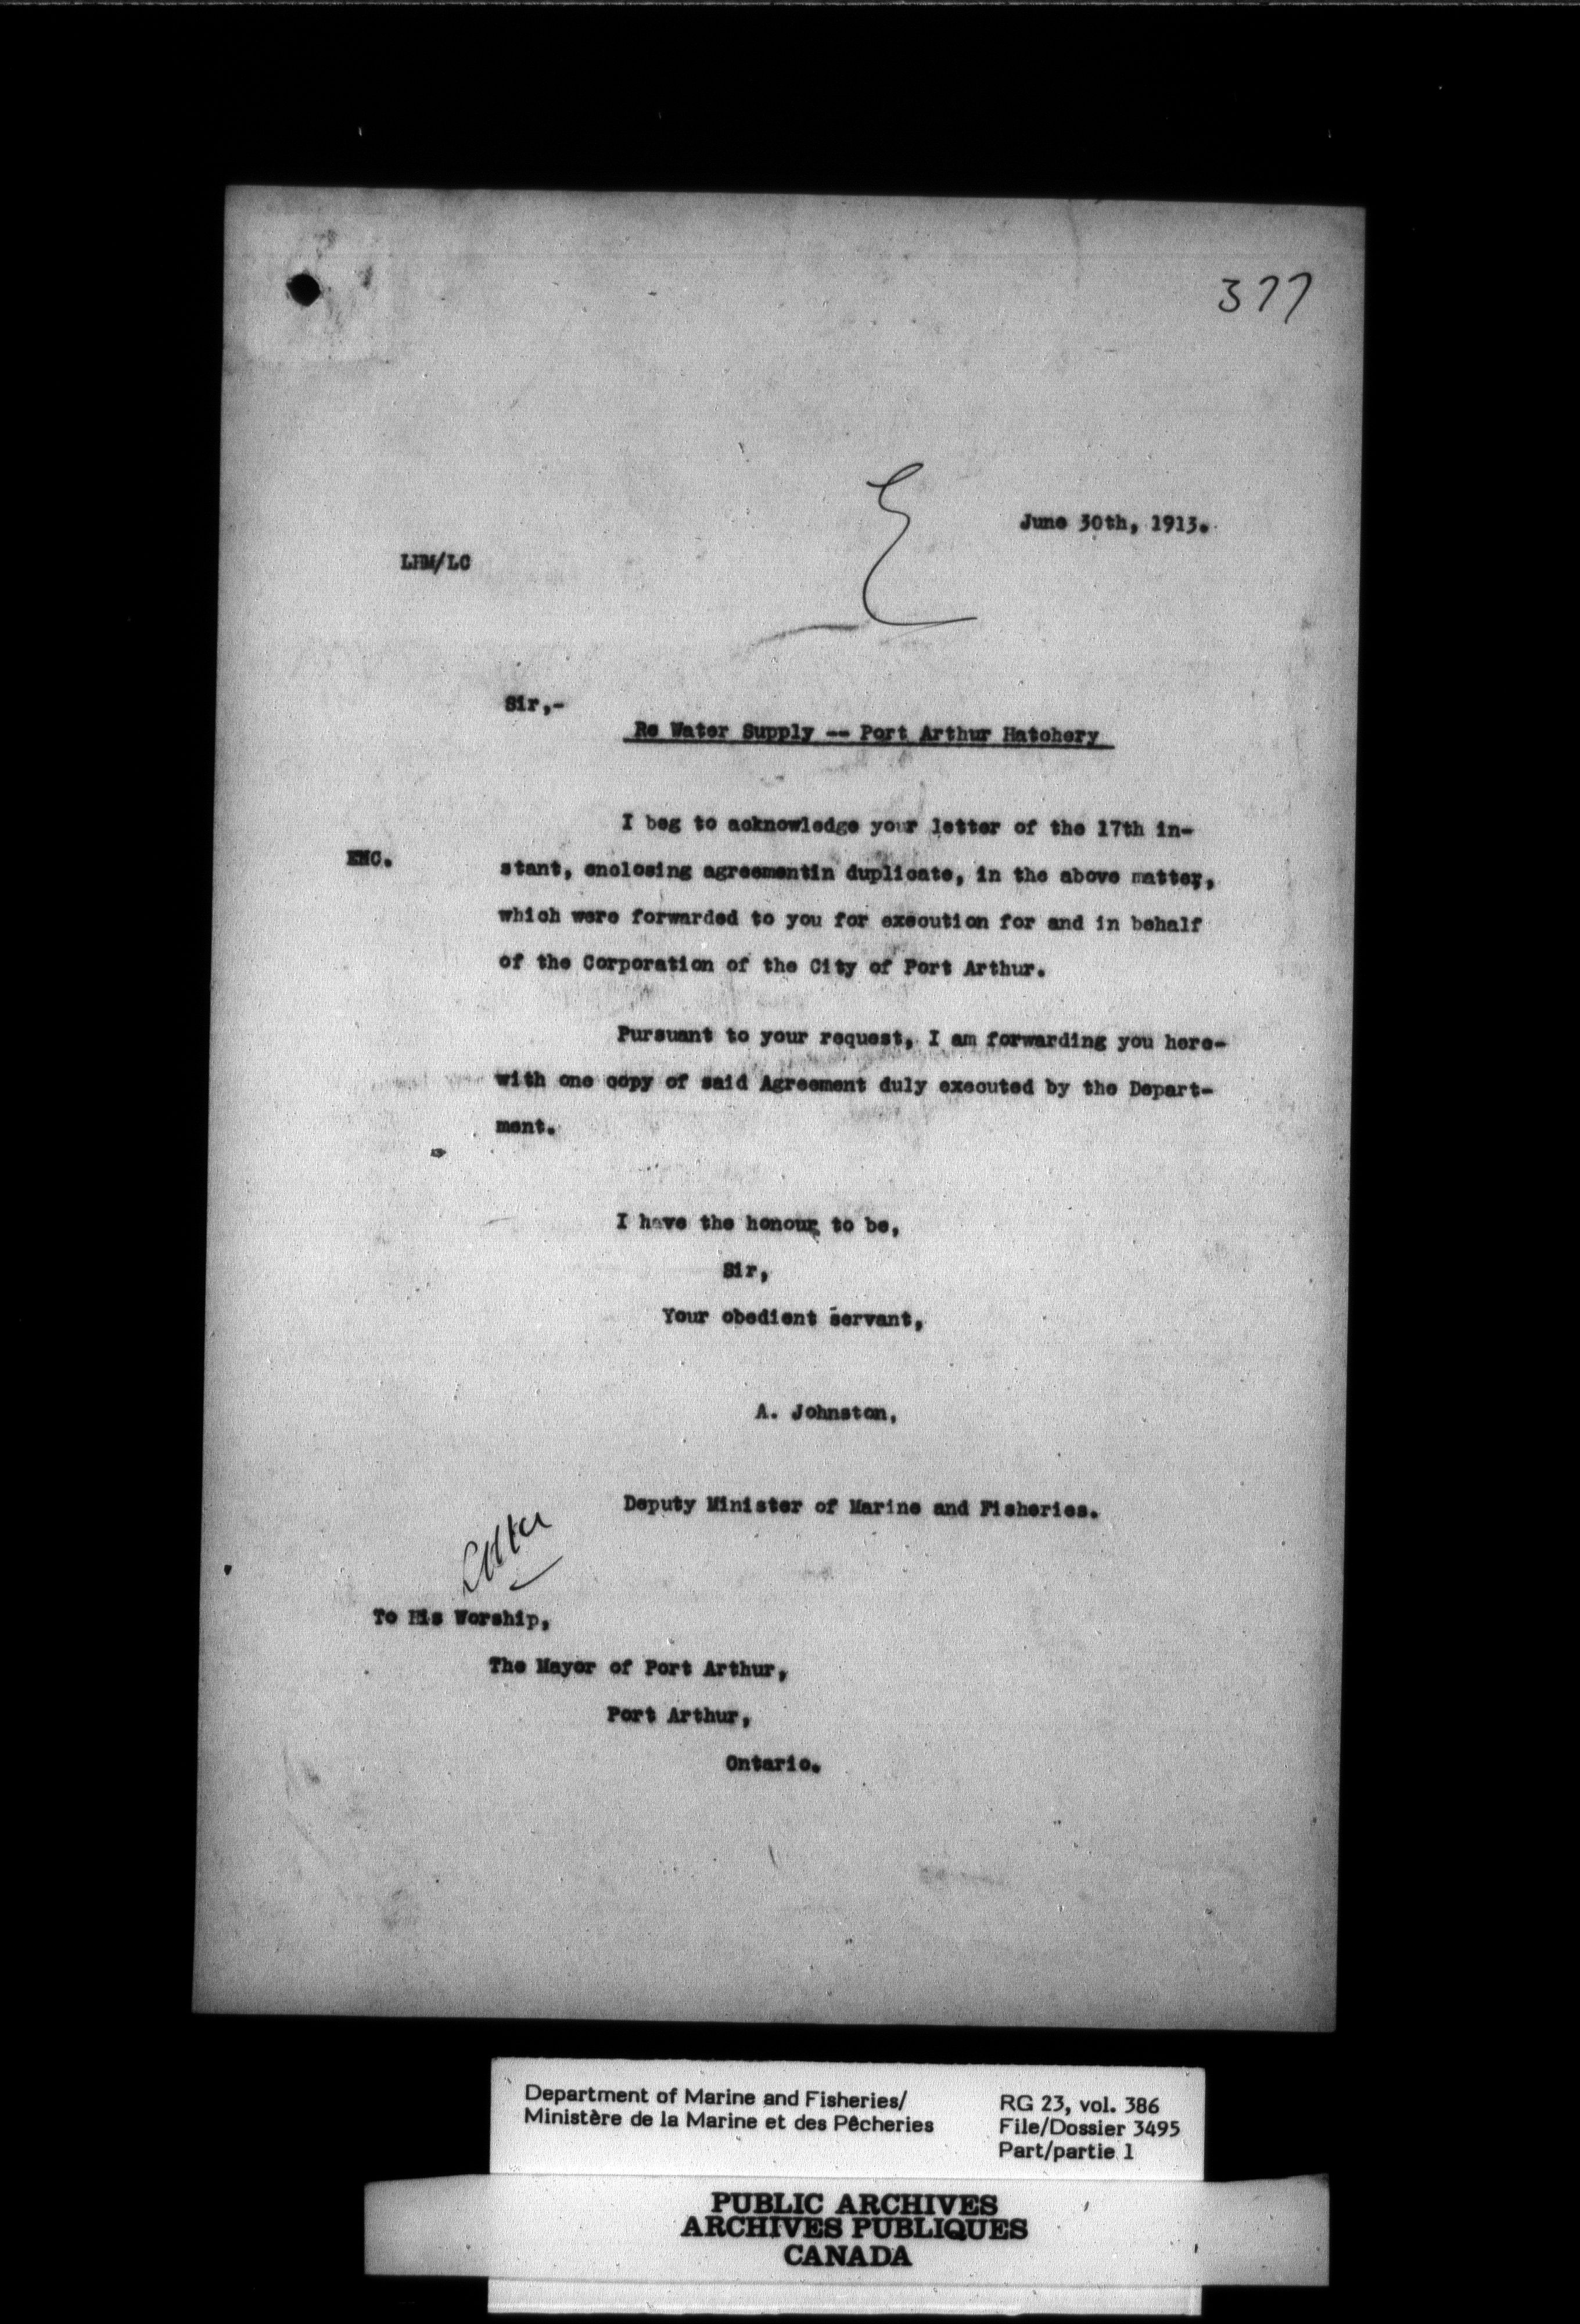 377
June 30th, 1913.
LHM/LC
Sir,-
Re Water Supply -- Port Arthur Hatchery
I beg to acknowledge your letter of the 17th in-
ENC.
stant, enclosing agreementin duplicate, in the above matter,
which were forwarded to you for execution for and in behalf
of the Corporation of the City of Port Arthur.
Pursuant to your request, I am forwarding you here-
with one copy of said Agreement duly executed by the Depart-
ment.
I have the honour to be,
Sir,
Your obedient servant,
A. Johnston,
Deputy Minister of Marine and Fisheries.
To His Worship,
The Mayor of Port Arthur,
Port Arthur,
Ontario.
Department of Marine and Fisheries/
Ministère de la Marine et des Pêcheries
RG 23, vol. 386
File/Dossier 3495
Part/partie 1
PUBLIC ARCHIVES
ARCHIVES PUBLIQUES
CANADA